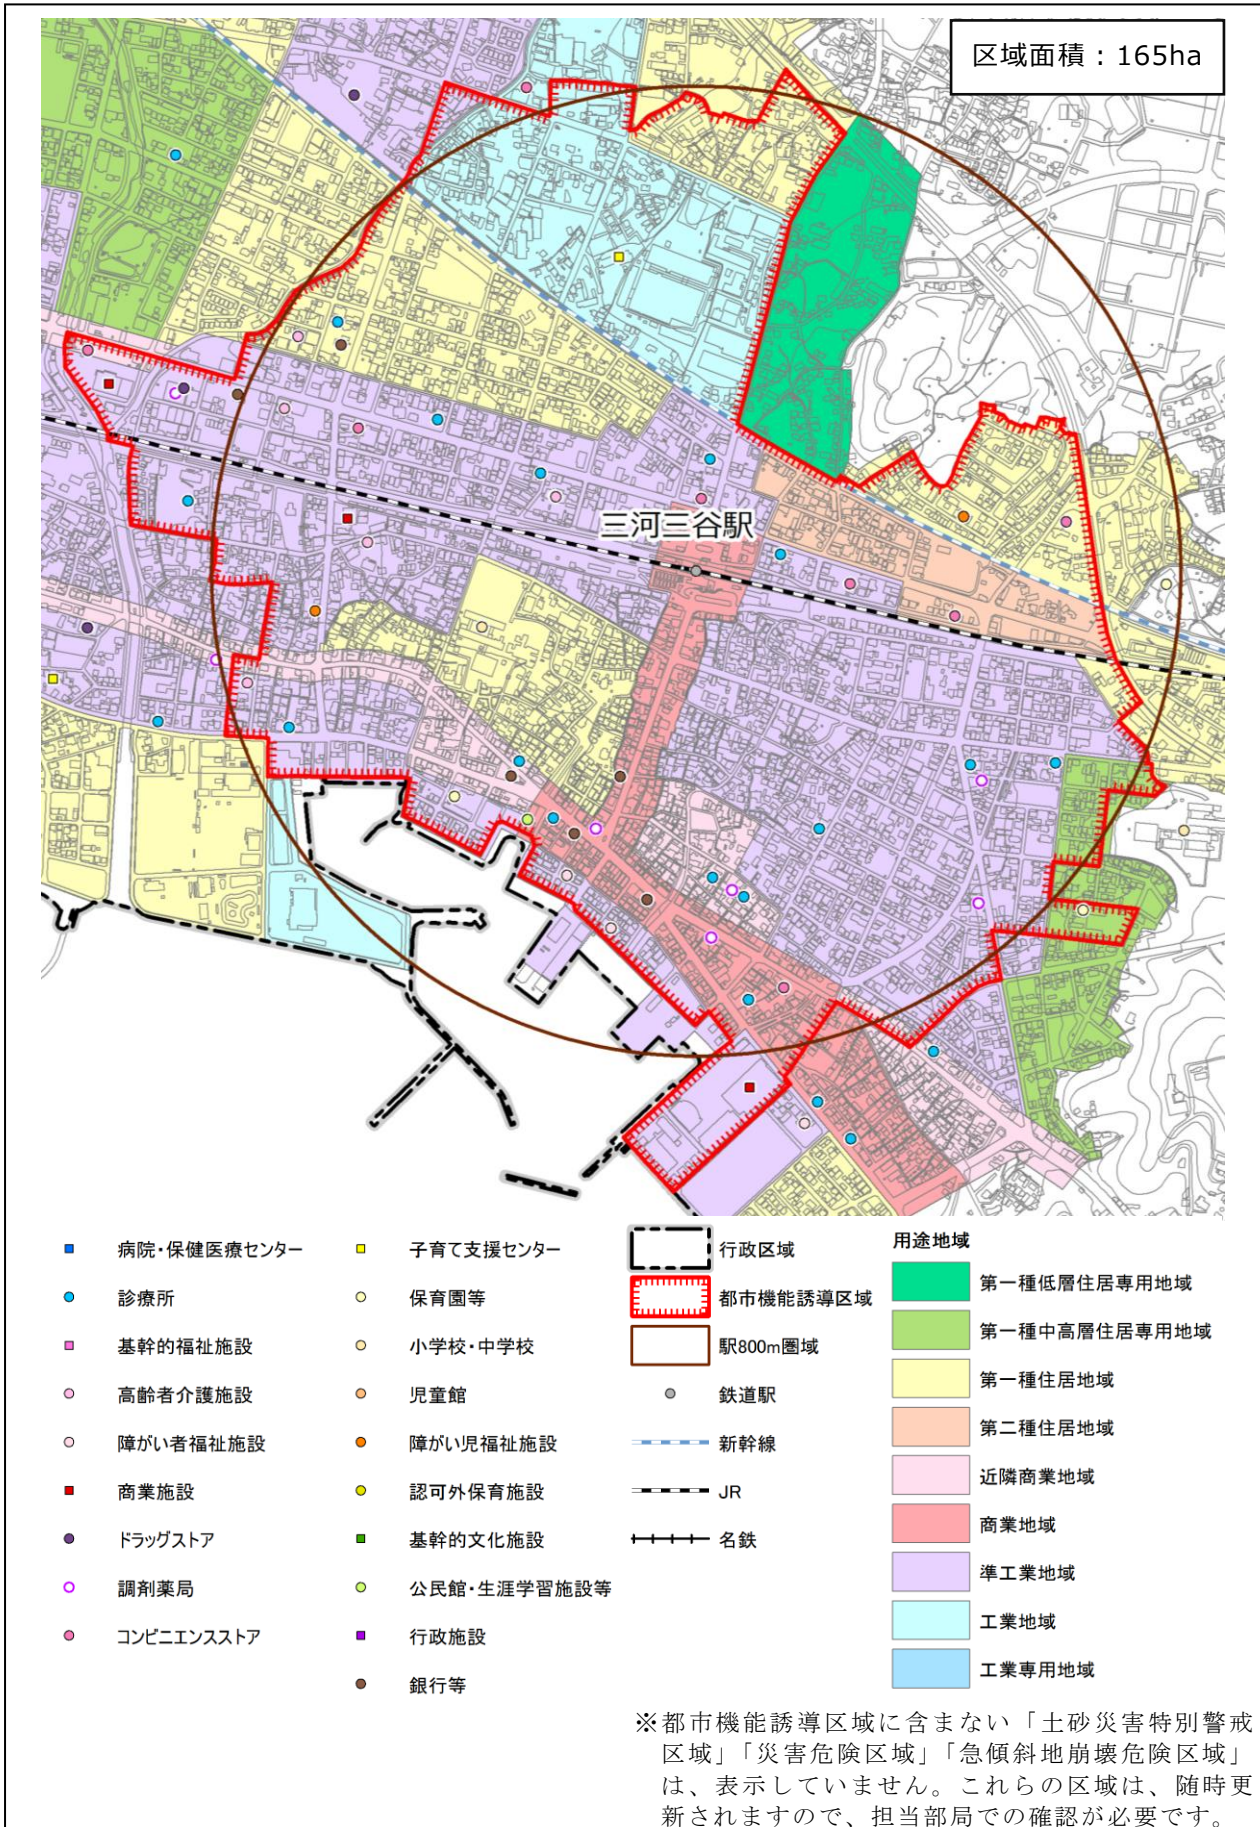 区域面積：165ha
三河三谷駅
病院・保健医療センター
診療所
基幹的福祉施設
高齢者介護施設
障がい者福祉施設
商業施設
ドラッグストア
調剤薬局
コンビニエンスストア
子育て支援センター
保育園等
小学校・中学校
児童館
障がい児福祉施設
認可外保育施設
基幹的文化施設
公民館・生涯学習施設等
行政施設
銀行等
行政区域
都市機能誘導区域
駅800m圏域
鉄道駅
新幹線
JR
名鉄
用途地域
第一種低層住居専用地域
第一種中高層住居専用地域
第一種住居地域
第二種住居地域
近隣商業地域
商業地域
準工業地域
工業地域
工業専用地域
※都市機能誘導区域に含まない「土砂災害特別警戒
区域」「災害危険区域」「急傾斜地崩壊危険区域」
は、表示していません。これらの区域は、随時更
新されますので、担当部局での確認が必要です。